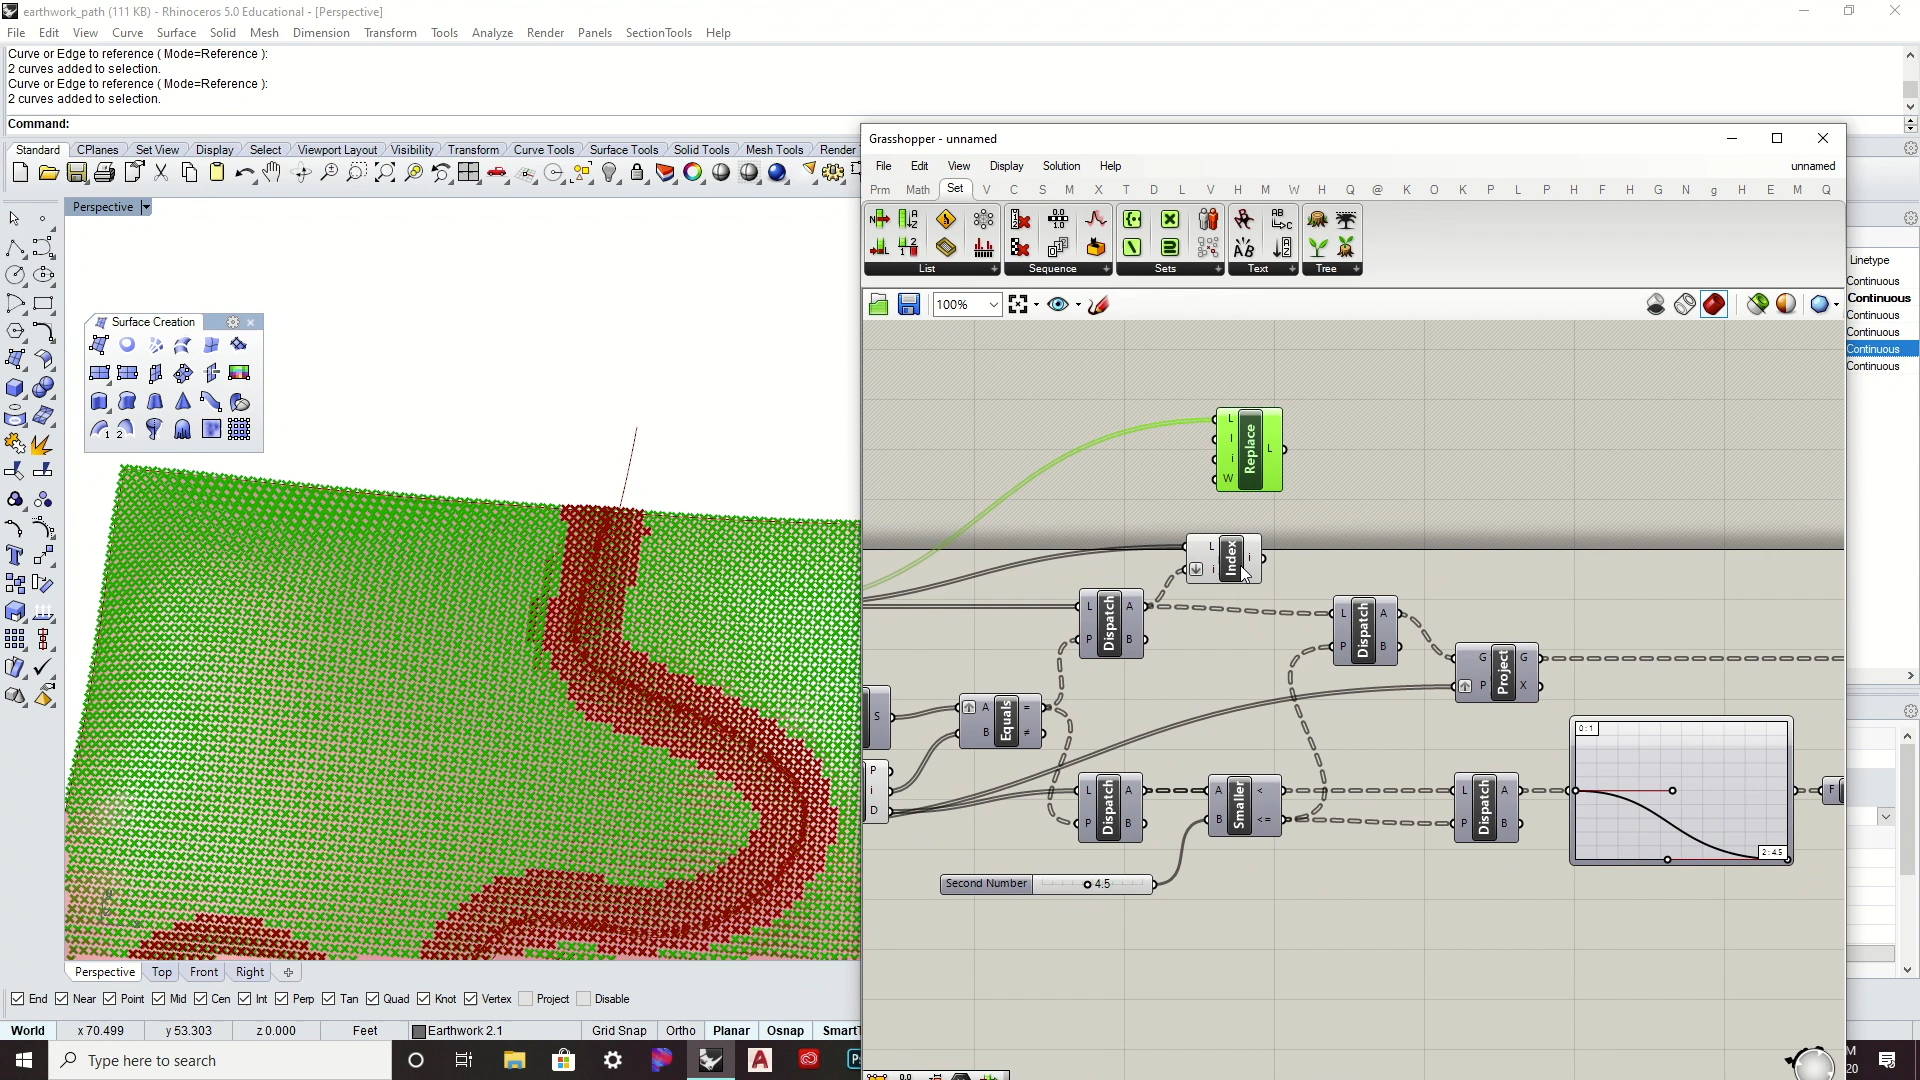 earthwork_path (111 KB) - Rhinoceros 5.0 Educational - [Perspective]
File Edit View Curve Surface Solid Mesh Dimension Transform Tools Analyze Render Panels SectionTools Help
Curve or Edge to reference ( Mode=Reference ):
2 curves added to selection.
Curve or Edge to reference ( Mode=Reference ):
2 curves added to selection.
Command:
Standard CPlanes Set View Display Select Viewport Layout Visibility Transform Curve Tools Surface Tools Solid Tools Mesh Tools Render
Perspective
Surface Creation
Grasshopper - unnamed
File Edit View Display Solution Help unnamed
Prm Math Set V C S M X T D L V H M W H Q @ K O K P L P H F H G N g H E M Q
List Sequence Sets Text Tree
100%
Linetype
Continuous
Continuous
Continuous
Continuous
Continuous
Continuous
L I i W Replace L
L i Index i
L P Dispatch A B
L P Dispatch A B
G P Project G X
S
A B Equals = ≠
P
i
D
L P Dispatch A B
A B Smaller < <=
L P Dispatch A B
0 : 1
2 : 4.5
F
Second Number 4.5
Perspective Top Front Right
End Near Point Mid Cen Int Perp Tan Quad Knot Vertex Project Disable
World x 70.499 y 53.303 z 0.000 Feet Earthwork 2.1 Grid Snap Ortho Planar Osnap SmartT
Type here to search
M
20